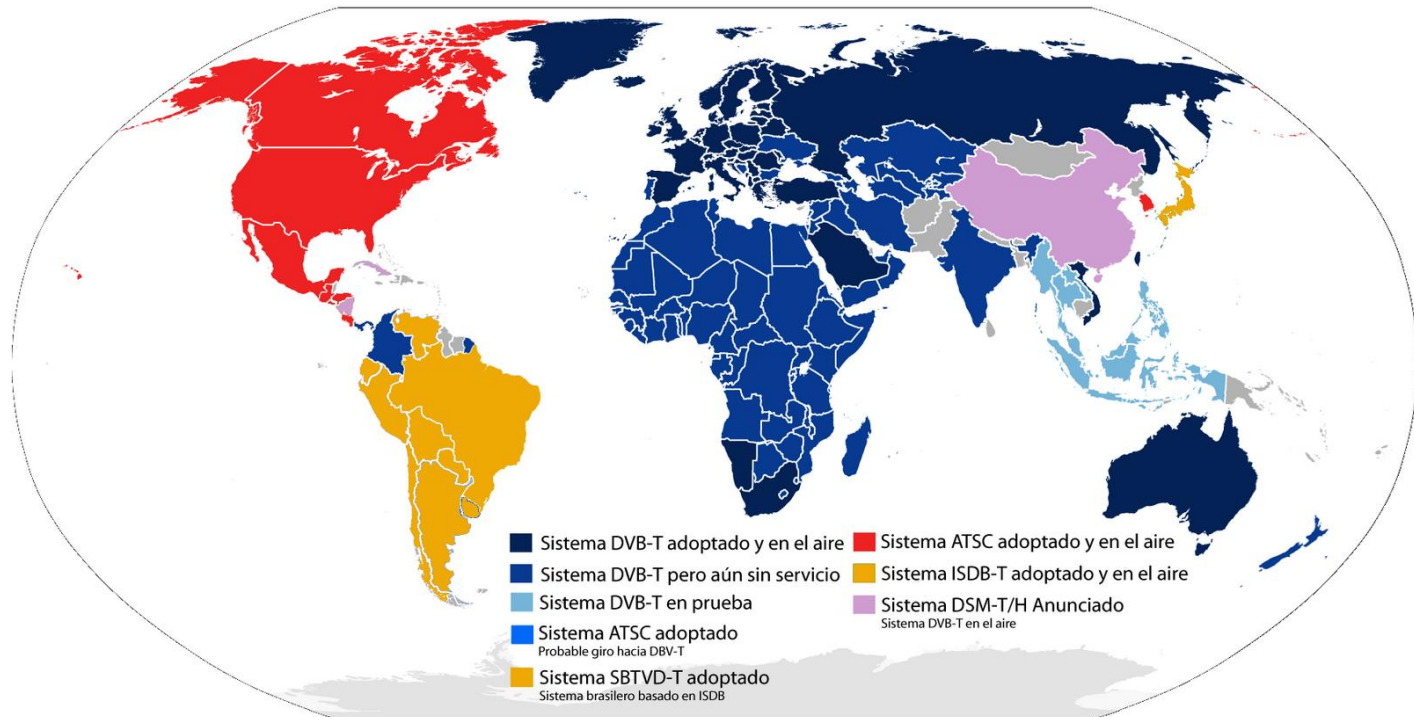 Sistema DVB-T adoptado y en el aire
Sistema DVB-T pero aún sin servicio
Sistema DVB-T en prueba
Sistema ATSC adoptado
Probable giro hacia DBV-T
Sistema SBTVD-T adoptado
Sistema brasilero basado en ISDB
Sistema ATSC adoptado y en el aire
Sistema ISDB-T adoptado y en el aire
Sistema DSM-T/H Anunciado
Sistema DVB-T en el aire